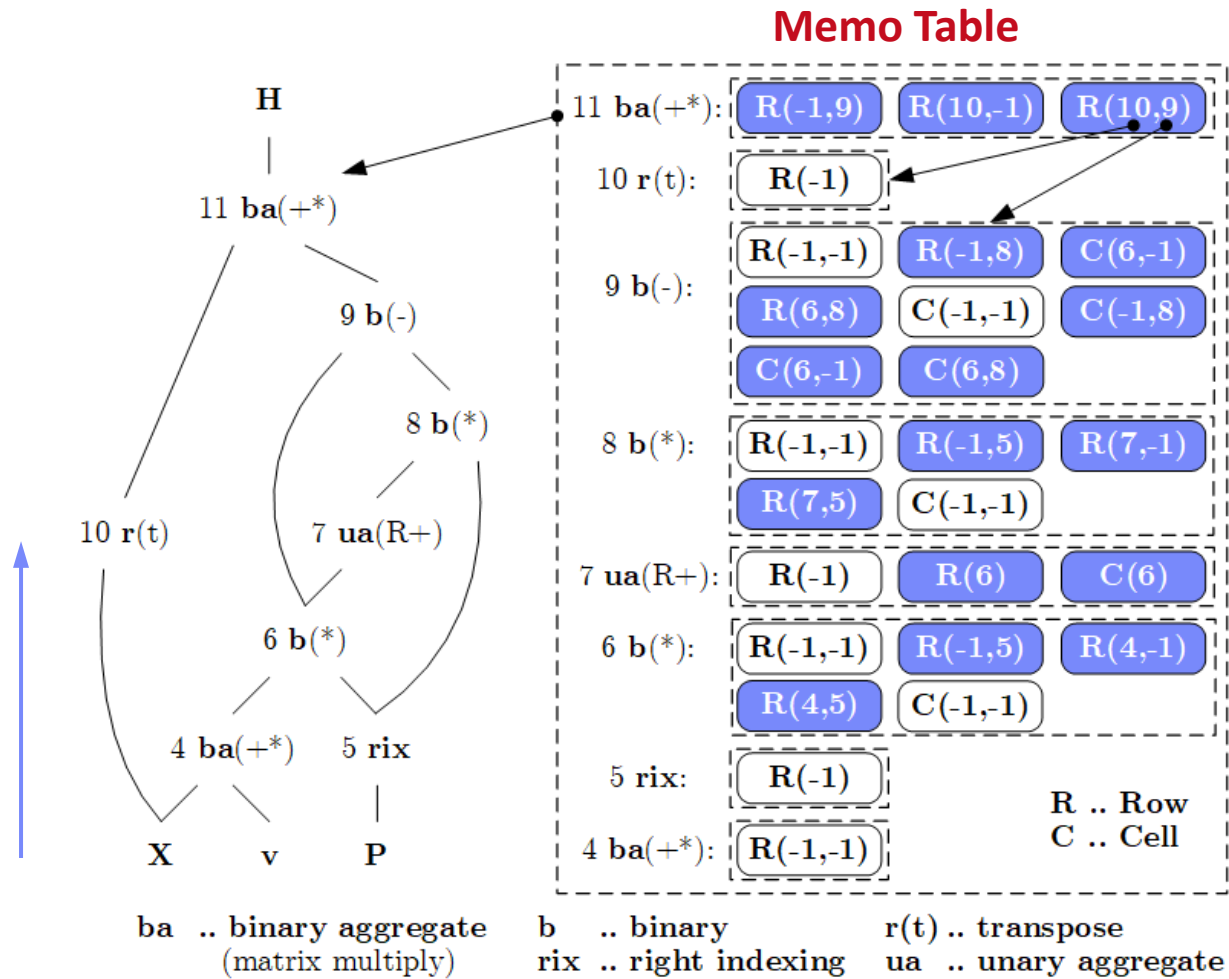 Memo Table
H
11 ba(+*)
9 b(-)
8 b(*)
10 r(t)
7 ua(R+)
6 b(*)
4 ba(+*)
5 rix
X
v
P
11 ba(+*): R(-1,9) R(10,-1) R(10,9)
10 r(t): R(-1)
R(-1,-1) R(-1,8) C(6,-1)
9 b(-):
R(6,8) C(-1,-1) C(-1,8)
C(6,-1) C(6,8)
8 b(*): R(-1,-1) R(-1,5) R(7,-1)
R(7,5) C(-1,-1)
7 ua(R+): R(-1) R(6) C(6)
6 b(*): R(-1,-1) R(-1,5) R(4,-1)
R(4,5) C(-1,-1)
5 rix: R(-1)
4 ba(+*): R(-1,-1)
R .. Row
C .. Cell
ba .. binary aggregate b .. binary r(t) .. transpose
(matrix multiply) rix .. right indexing ua .. unary aggregate